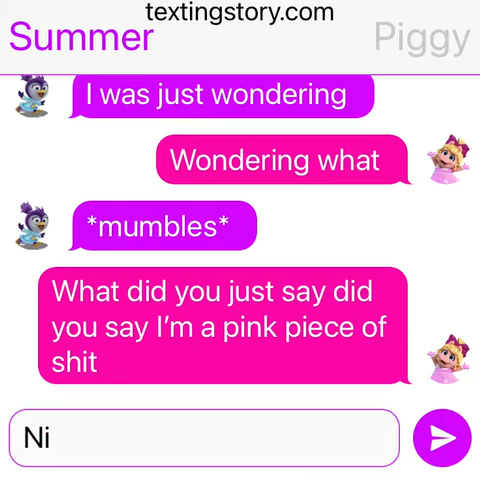 textingstory.com
Summer
Piggy
I was just wondering
Wondering what
*mumbles*
What did you just say did
you say I’m a pink piece of
shit
Ni